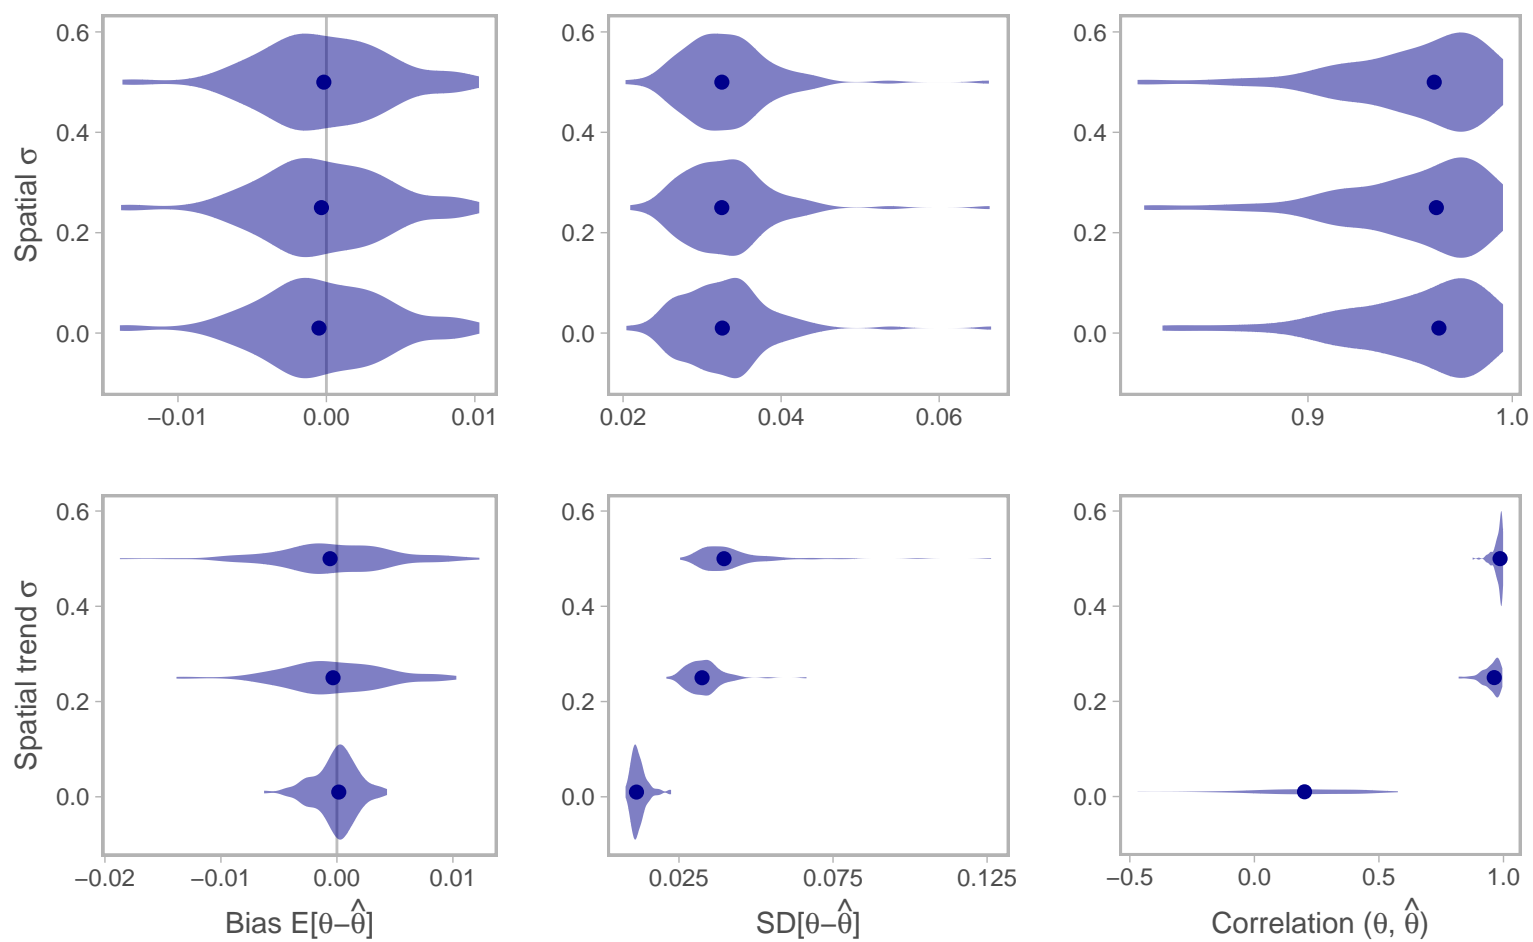 0.6 0.6 0.6
0.4 0.4 0.4
Spatial σ
0.2 0.2 0.2
0.0 0.0 0.0
−0.01 0.00 0.01 0.02 0.04 0.06 0.9 1.0
0.6 0.6 0.6
0.4 0.4 0.4
Spatial trend σ
0.2 0.2 0.2
0.0 0.0 0.0
−0.02 −0.01 0.00 0.01 0.025 0.075 0.125 −0.5 0.0 0.5 1.0
Bias E[θ−θ̂] SD[θ−θ̂] Correlation (θ, θ̂)